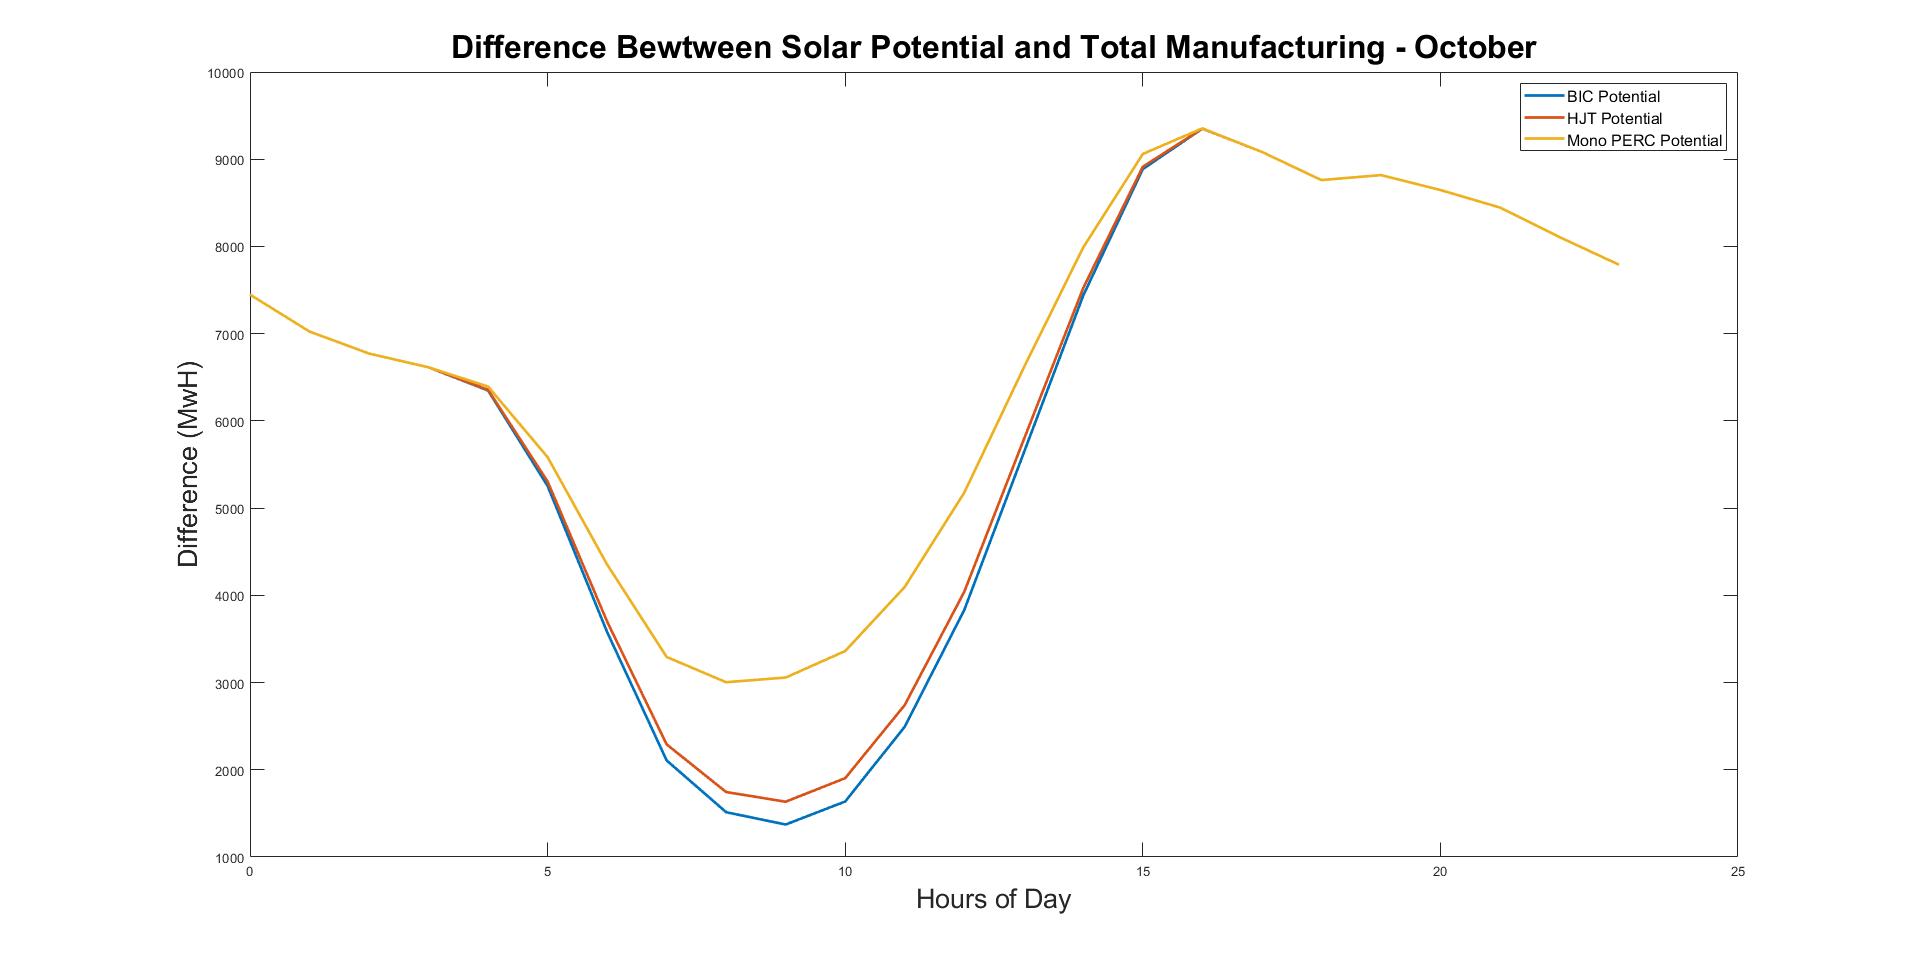 Difference Bewtween Solar Potential and Total Manufacturing - October
BIC Potential
HJT Potential
Mono PERC Potential
Difference (MwH)
10000
9000
8000
7000
6000
5000
4000
3000
2000
1000
0 5 10 15 20 25
Hours of Day